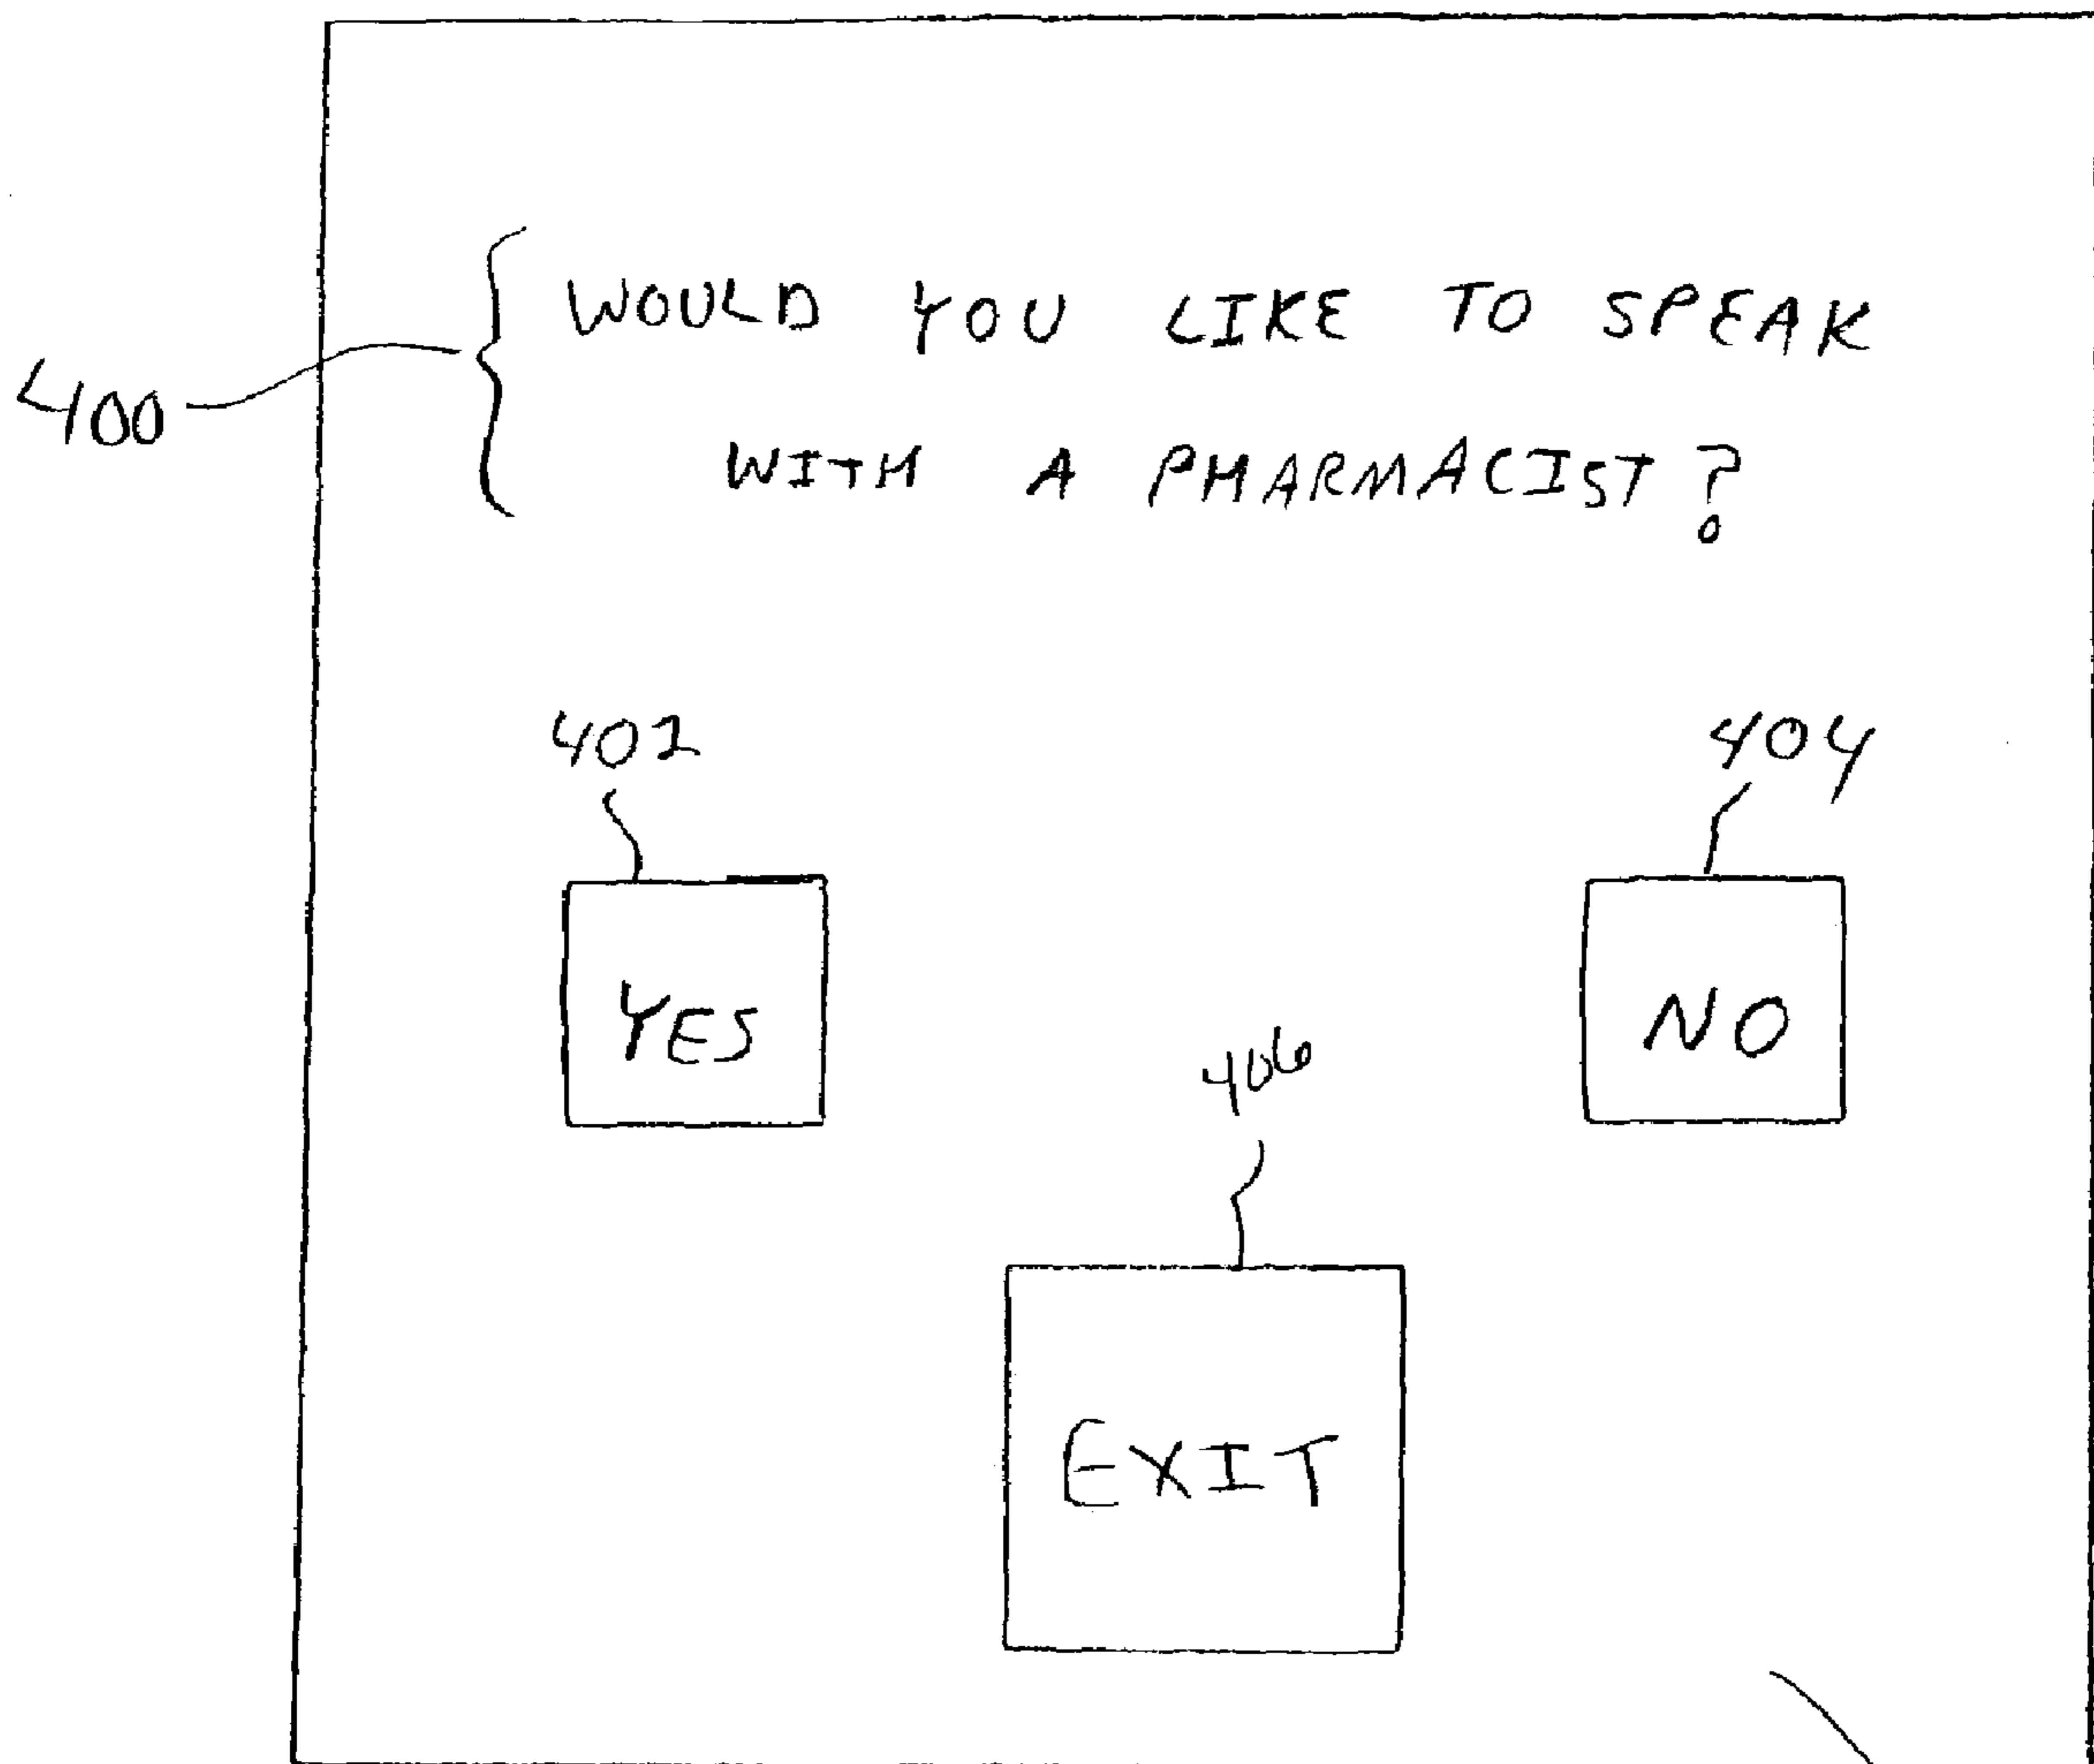 WOULD YOU LIKE TO SPEAK
400
WITH A PHARMACIST?
402
404
YES
NO
406
EXIT